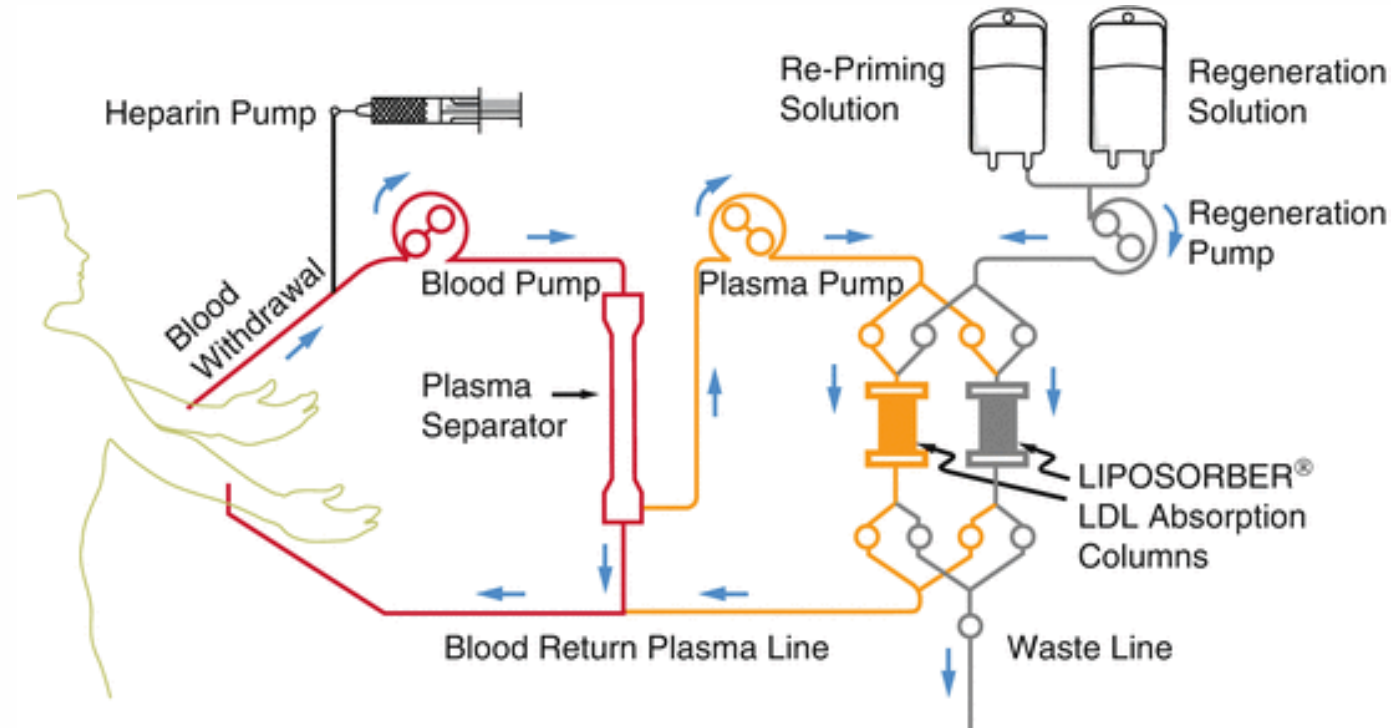 Re-Priming
Solution
Regeneration
Solution
Heparin Pump
Regeneration
Pump
Blood
Withdrawal
Blood Pump
Plasma Pump
Plasma
Separator
LIPOSORBER®
LDL Absorption
Columns
Blood Return Plasma Line
Waste Line